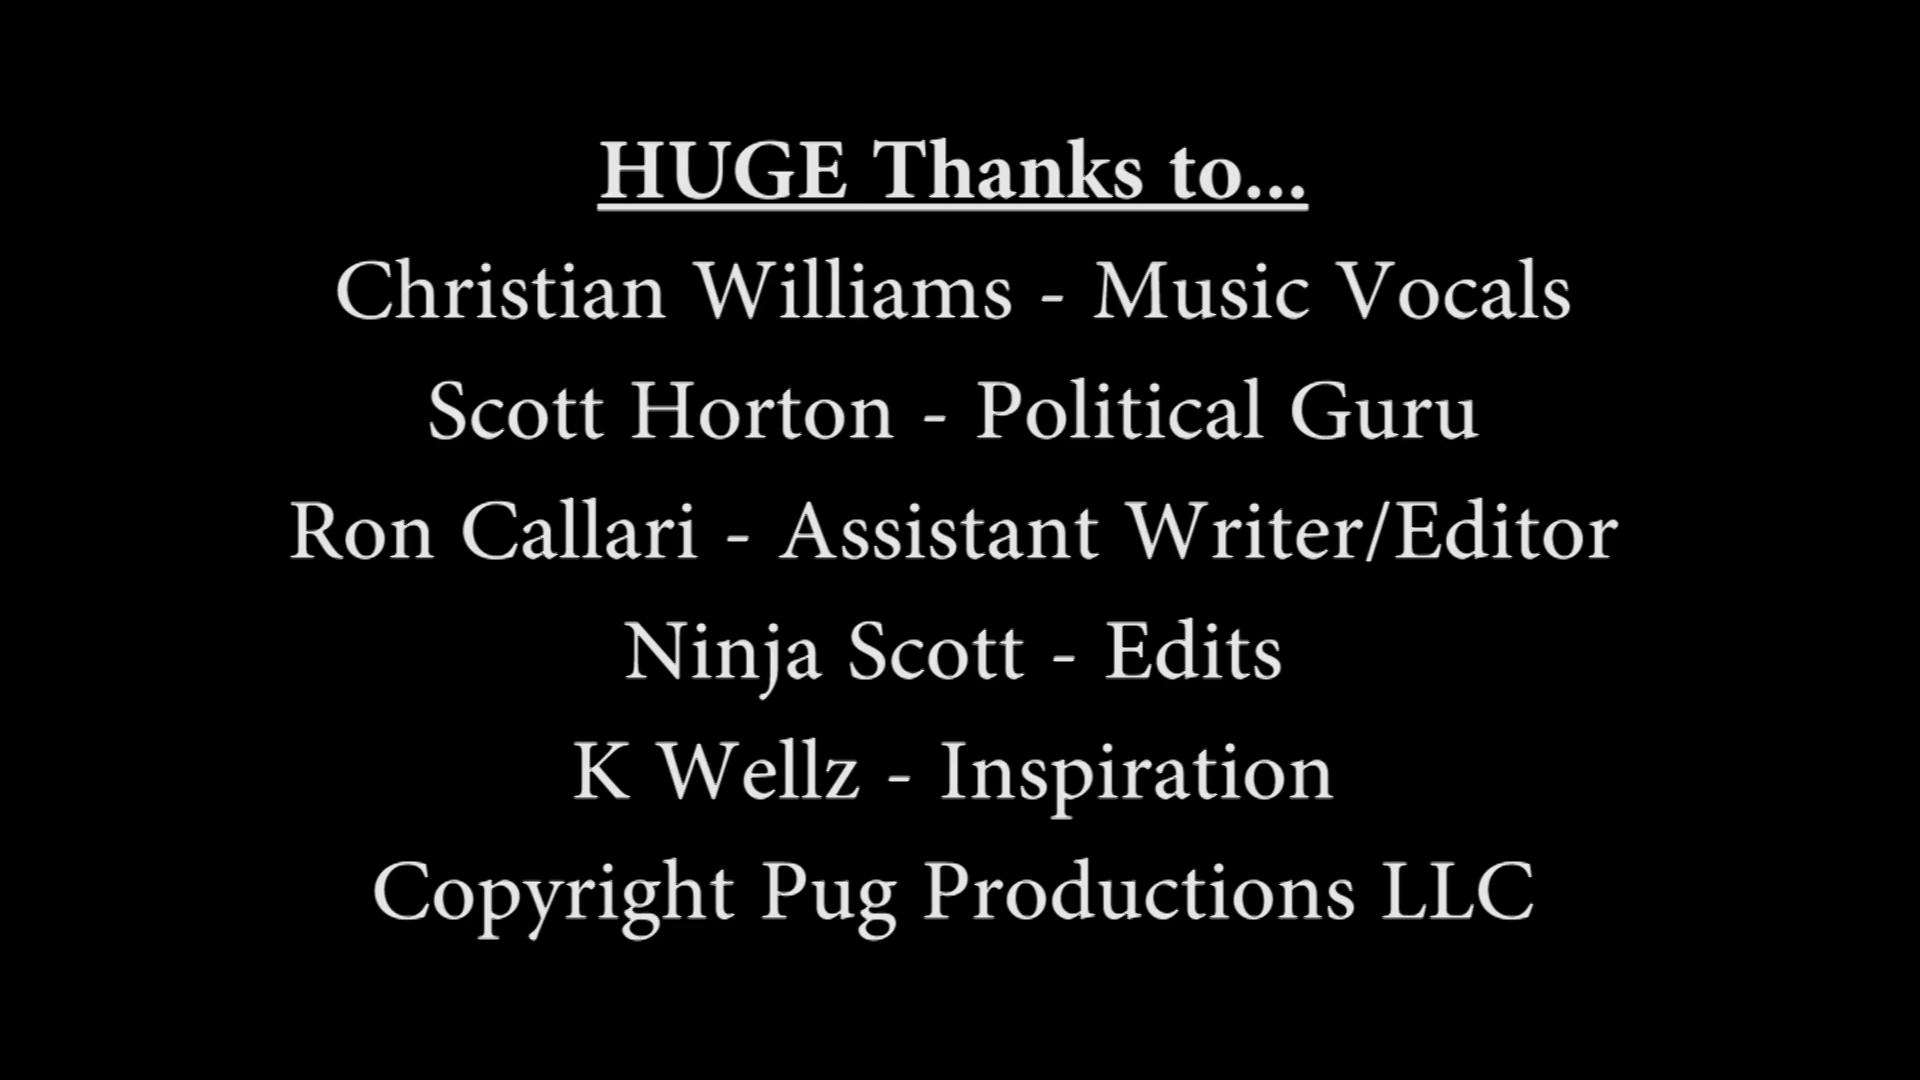 HUGE Thanks to...
Christian Williams - Music Vocals
Scott Horton - Political Guru
Ron Callari - Assistant Writer/Editor
Ninja Scott - Edits
K Wellz - Inspiration
Copyright Pug Productions LLC